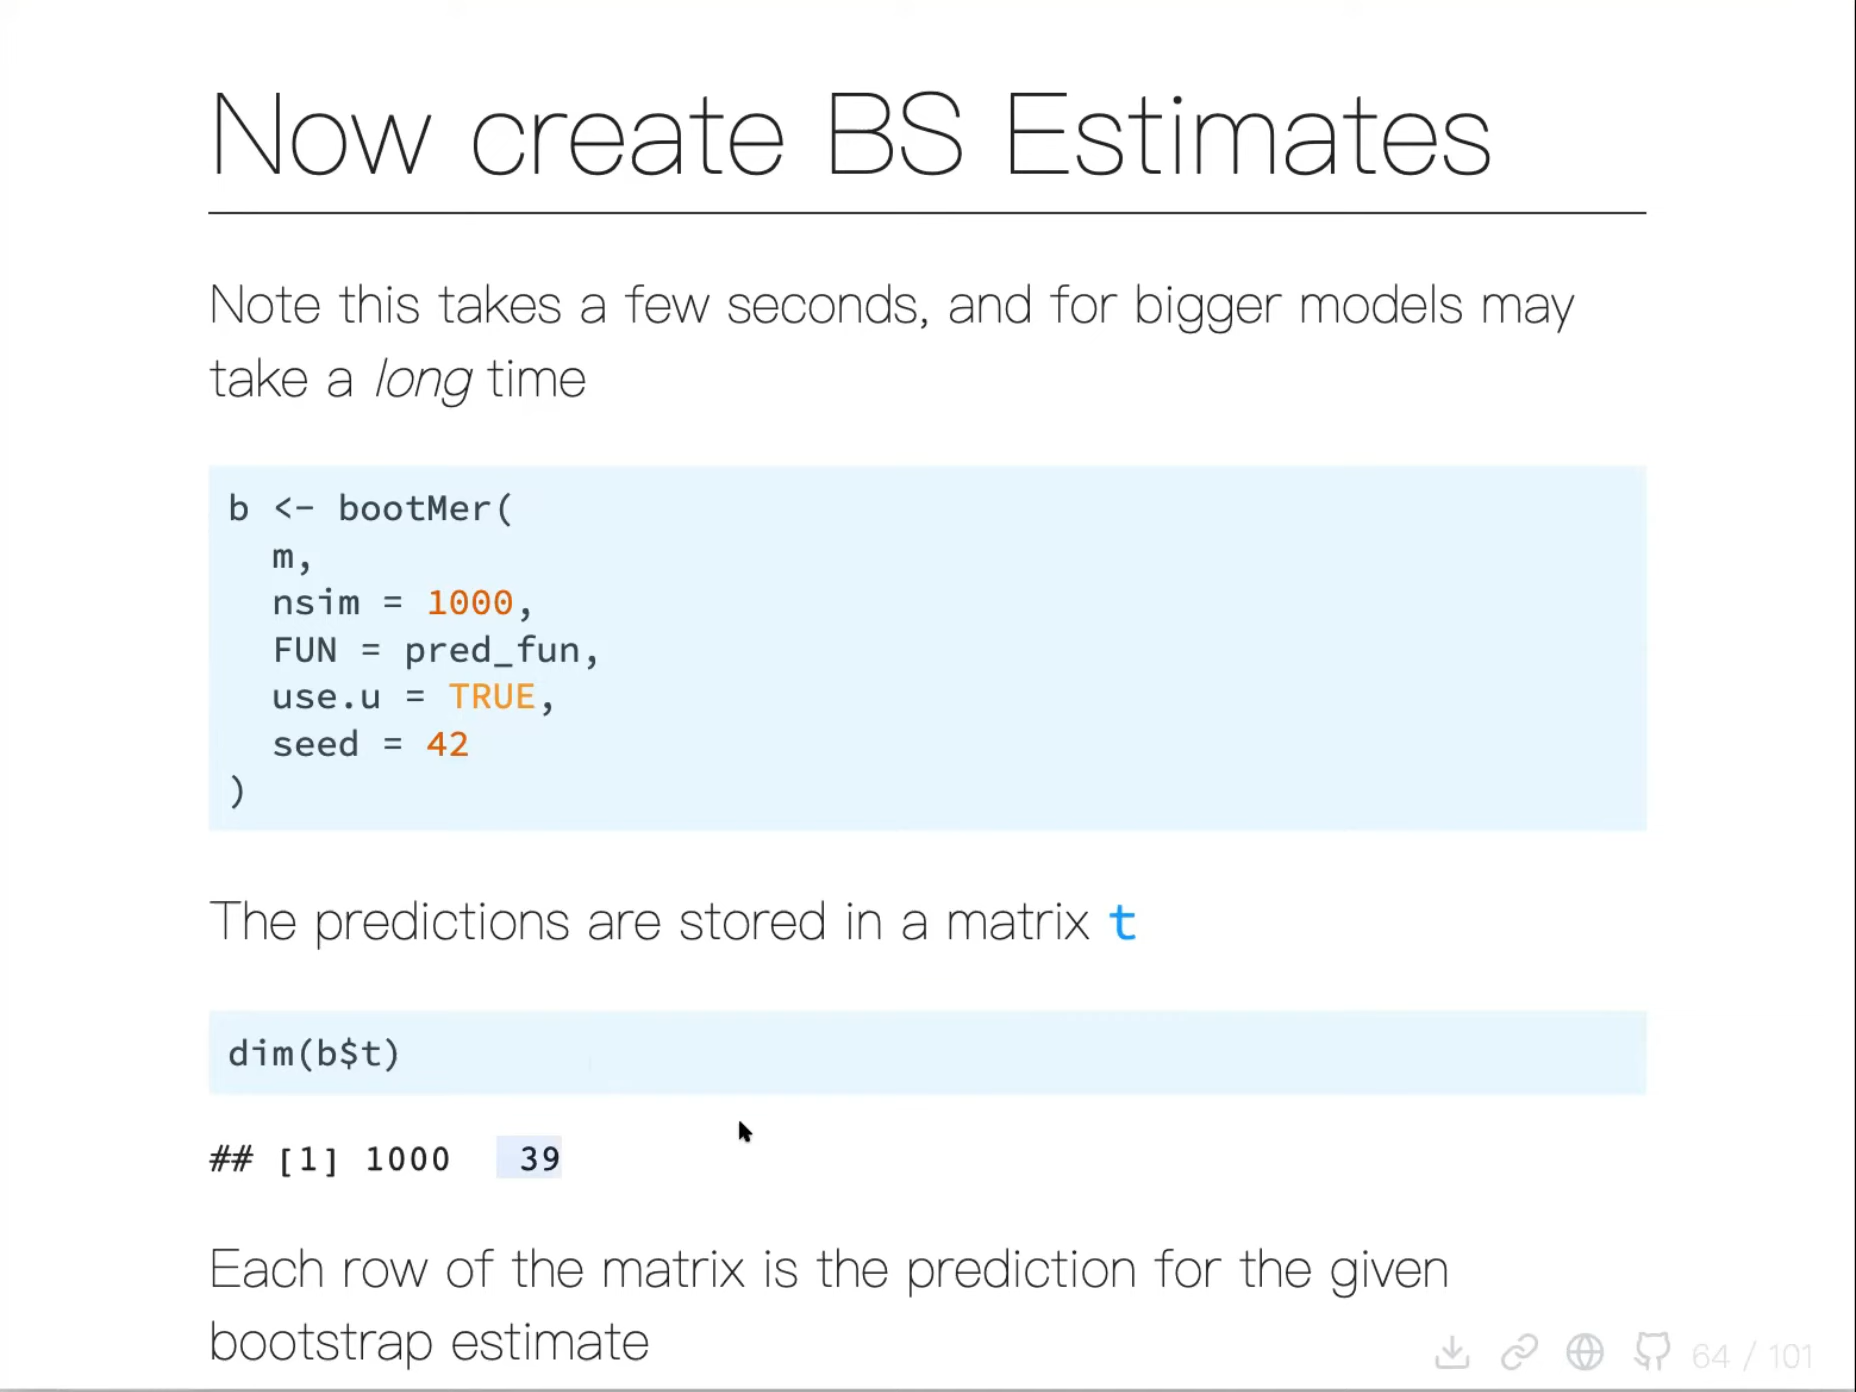 Now create BS Estimates
Note this takes a few seconds, and for bigger models may
take a long time
b <- bootMer(
  m,
  nsim = 1000,
  FUN = pred_fun,
  use.u = TRUE,
  seed = 42
)
The predictions are stored in a matrix t
dim(b$t)
## [1] 1000   39
Each row of the matrix is the prediction for the given
bootstrap estimate
64 / 101